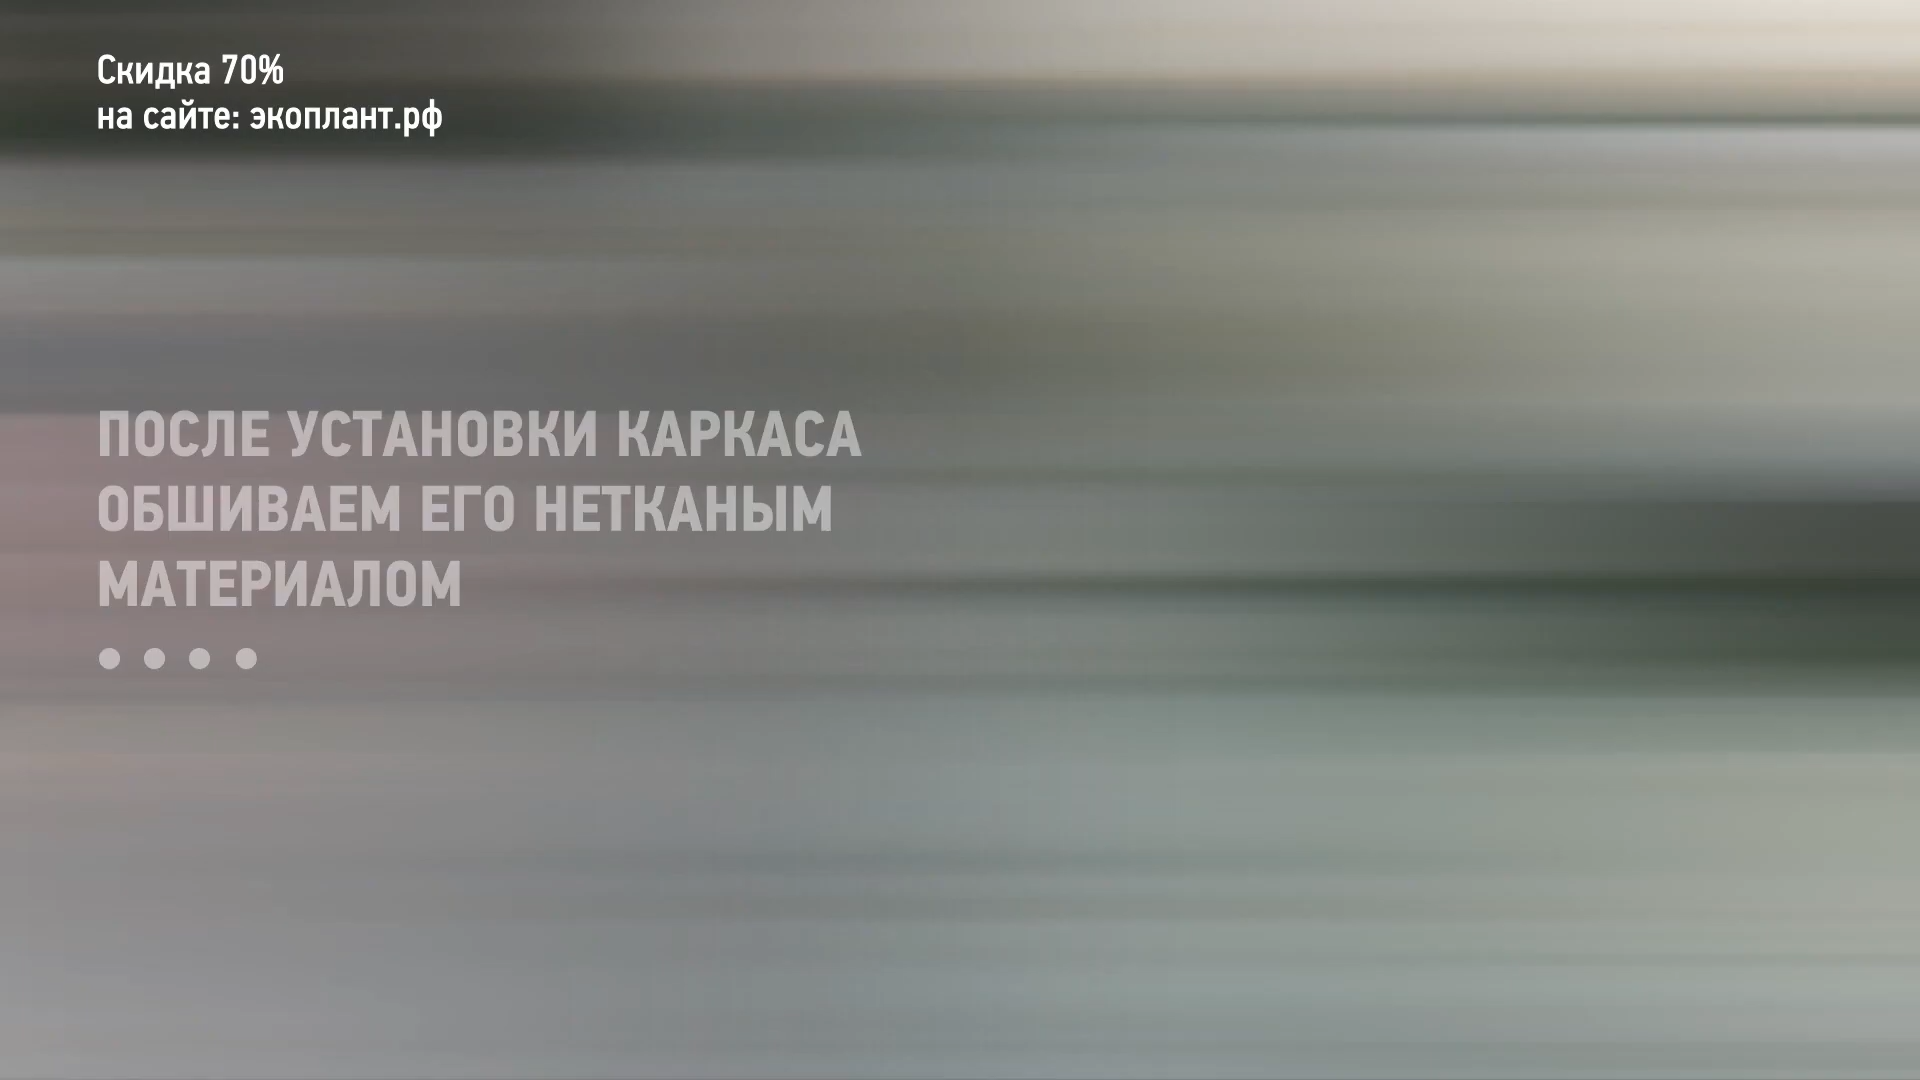 Скидка 70%
на сайте: экоплант.рф
ПОСЛЕ УСТАНОВКИ КАРКАСА
ОБШИВАЕМ ЕГО НЕТКАНЫМ
МАТЕРИАЛОМ